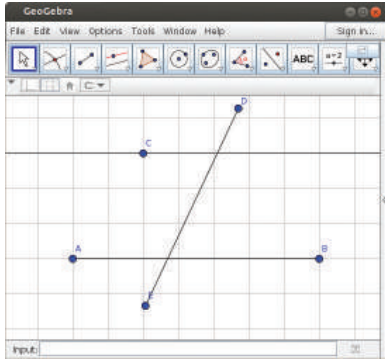 GeoGebra
File Edit View Options Tools Window Help Sign in...
ABC a=2
D
C
A B
E
Input: